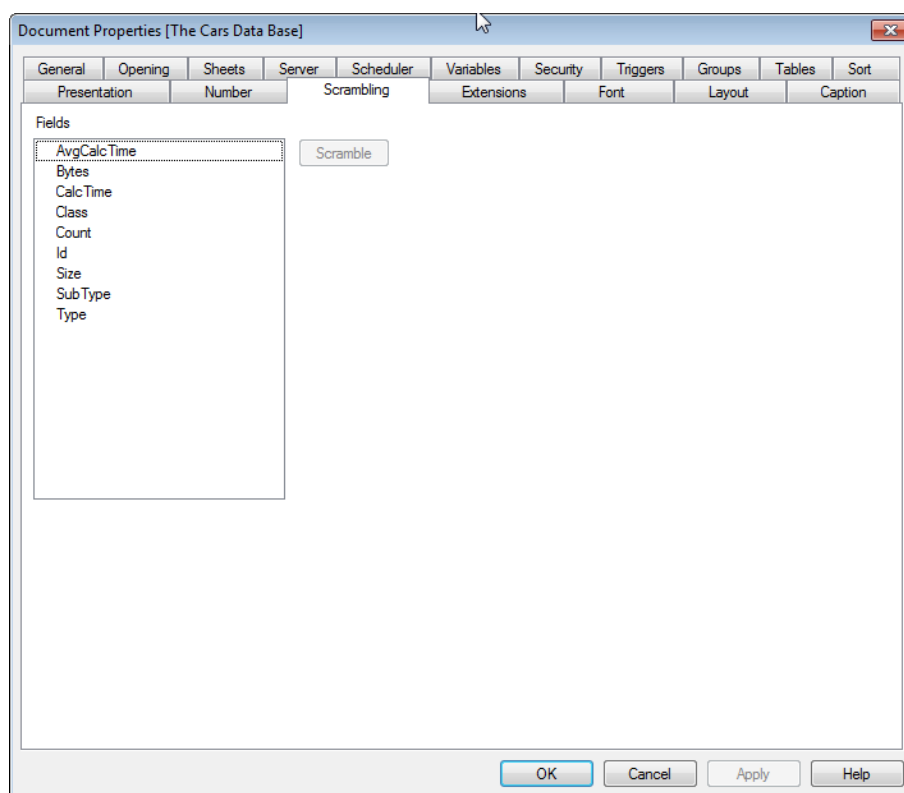 Document Properties [The Cars Data Base]
General Opening Sheets Server Scheduler Variables Security Triggers Groups Tables Sort
Presentation Number Scrambling Extensions Font Layout Caption
Fields
AvgCalcTime
Scramble
Bytes
CalcTime
Class
Count
Id
Size
SubType
Type
OK Cancel Apply Help